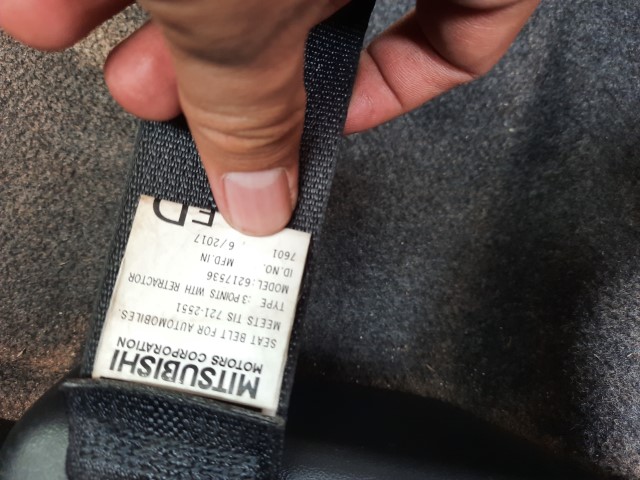 MITSUBISHI
MOTORS CORPORATION
SEAT BELT FOR AUTOMOBILES.
MEETS TIS 721-2551
TYPE :3 POINTS WITH RETRACTOR
MODEL:6217536
ID.NO. MFD.IN
7601 6/2017